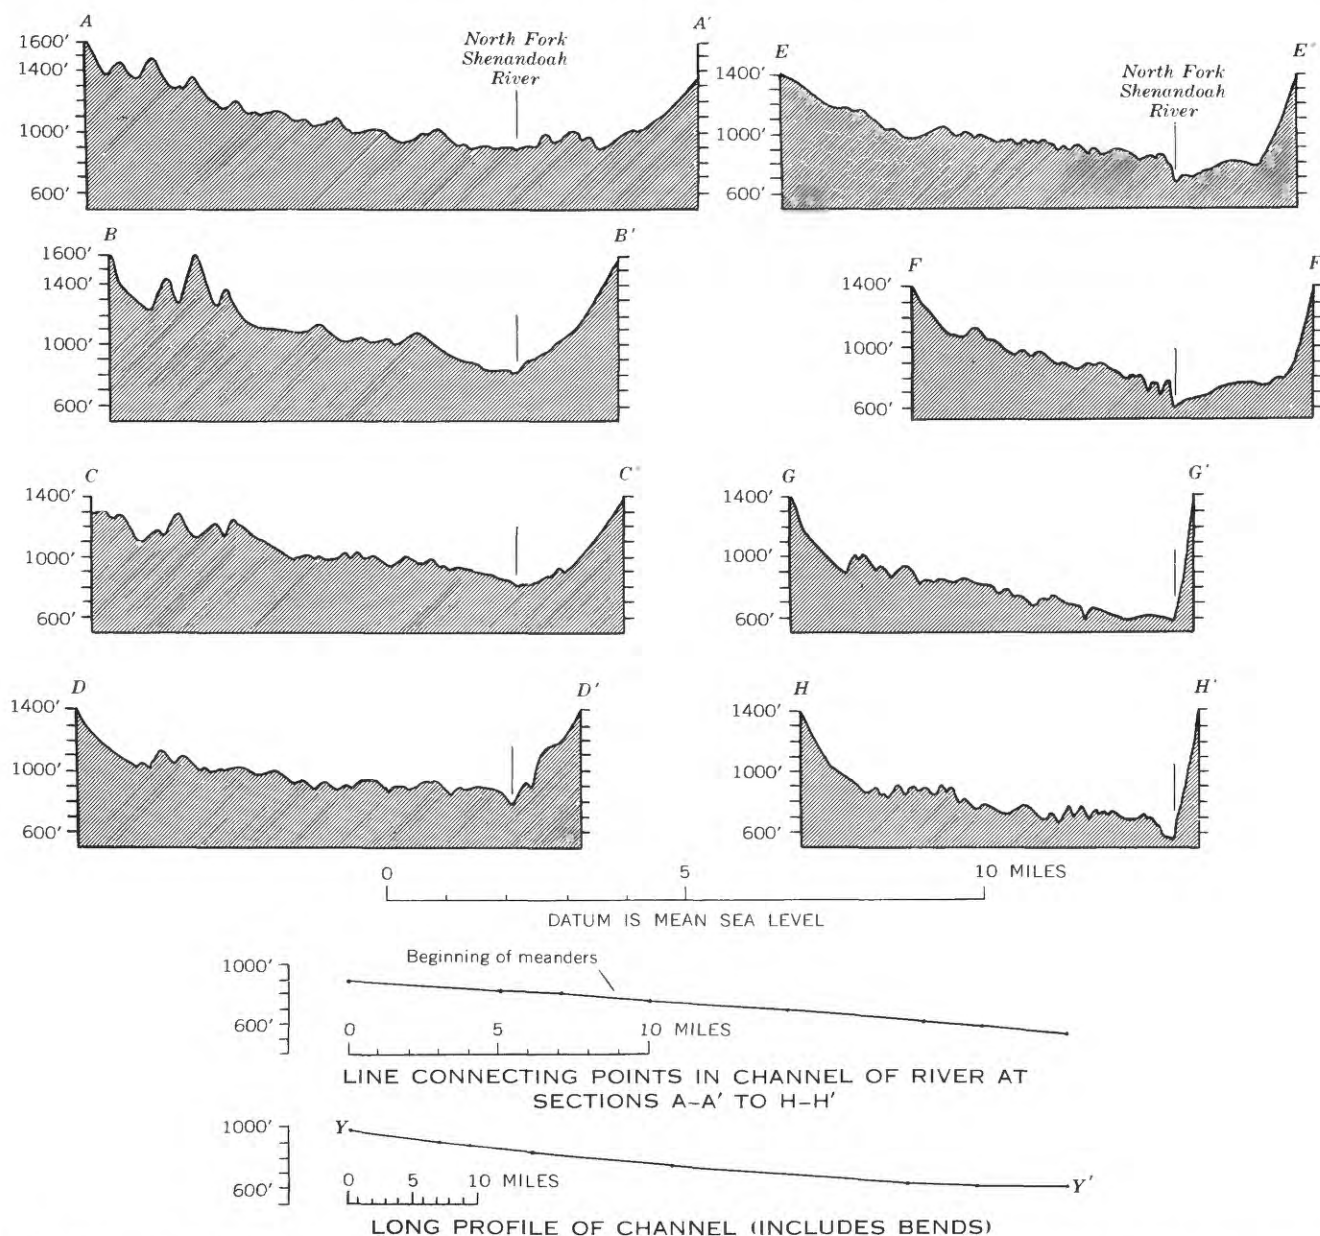 A
A'
1600'
1400'
1000'
600'
North Fork
Shenandoah
River
E
E'
1400'
1000'
600'
North Fork
Shenandoah
River
B
B'
1600'
1400'
1000'
600'
F
F
1400'
1000'
600'
C
C'
1400'
1000'
600'
G
G'
1400'
1000'
600'
D
D'
1400'
1000'
600'
H
H'
1400'
1000'
600'
0 5 10 MILES
DATUM IS MEAN SEA LEVEL
1000'
600'
Beginning of meanders
0 5 10 MILES
LINE CONNECTING POINTS IN CHANNEL OF RIVER AT
SECTIONS A-A' TO H-H'
1000'
600'
Y
Y'
0 5 10 MILES
LONG PROFILE OF CHANNEL (INCLUDES BENDS)